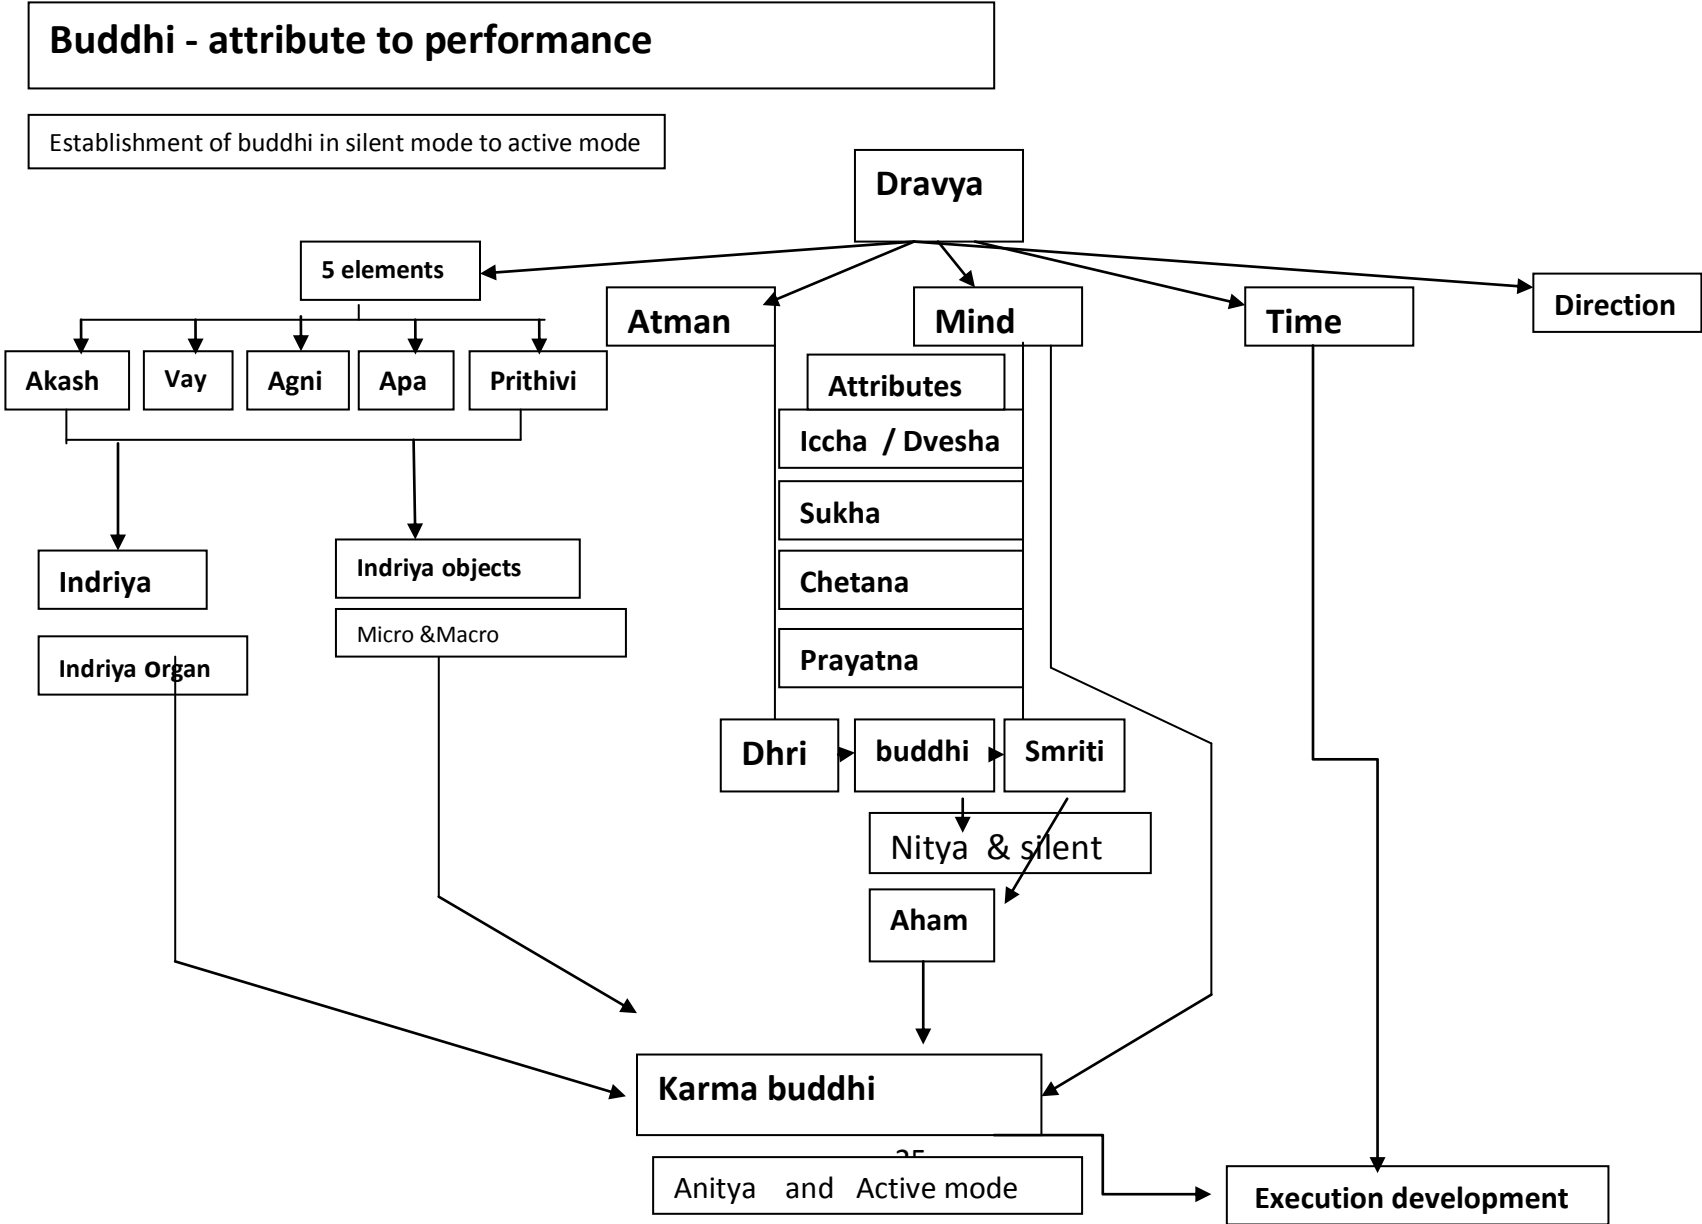 Buddhi - attribute to performance
Establishment of buddhi in silent mode to active mode
Dravya
5 elements
Atman
Mind
Time
Direction
Akash
Vay
Agni
Apa
Prithivi
Attributes
Iccha / Dvesha
Sukha
Chetana
Prayatna
Indriya
Indriya objects
Micro &Macro
Indriya organ
Dhri
buddhi
Smriti
Nitya & silent
Aham
Karma buddhi
Anitya and Active mode
Execution development